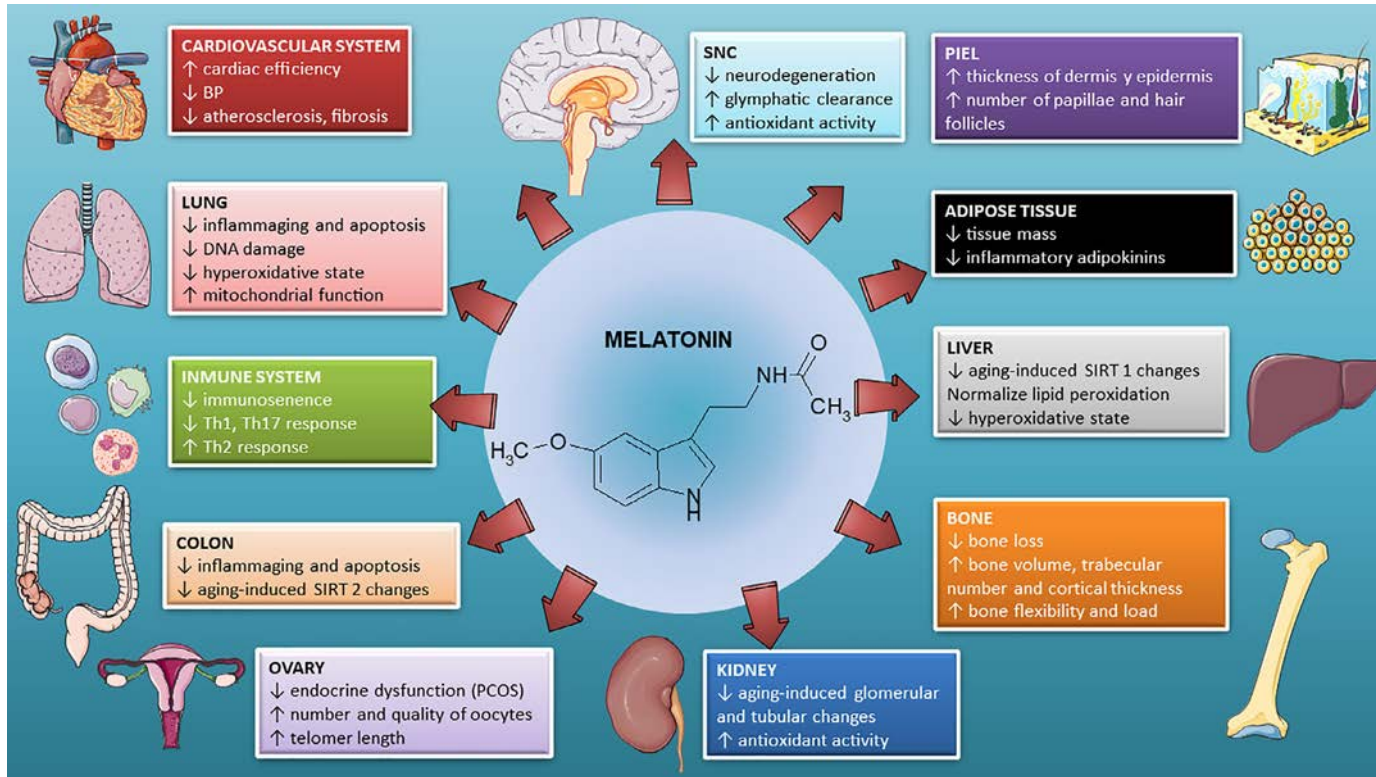 CARDIOVASCULAR SYSTEM
↑ cardiac efficiency
↓ BP
↓ atherosclerosis, fibrosis
SNC
↓ neurodegeneration
↑ glymphatic clearance
↑ antioxidant activity
PIEL
↑ thickness of dermis y epidermis
↑ number of papillae and hair
follicles
LUNG
↓ inflammaging and apoptosis
↓ DNA damage
↓ hyperoxidative state
↑ mitochondrial function
ADIPOSE TISSUE
↓ tissue mass
↓ inflammatory adipokinins
MELATONIN
O
NH
CH₃
O
H₃C
N
H
INMUNE SYSTEM
↓ immunosenence
↓ Th1, Th17 response
↑ Th2 response
LIVER
↓ aging-induced SIRT 1 changes
Normalize lipid peroxidation
↓ hyperoxidative state
COLON
↓ inflammaging and apoptosis
↓ aging-induced SIRT 2 changes
BONE
↓ bone loss
↑ bone volume, trabecular
number and cortical thickness
↑ bone flexibility and load
OVARY
↓ endocrine dysfunction (PCOS)
↑ number and quality of oocytes
↑ telomer length
KIDNEY
↓ aging-induced glomerular
and tubular changes
↑ antioxidant activity